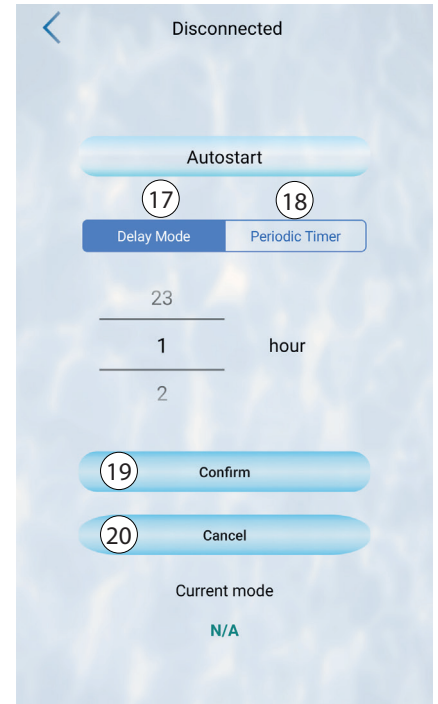 Disconnected
Autostart
17 18
Delay Mode Periodic Timer
23
1 hour
2
19 Confirm
20 Cancel
Current mode
N/A